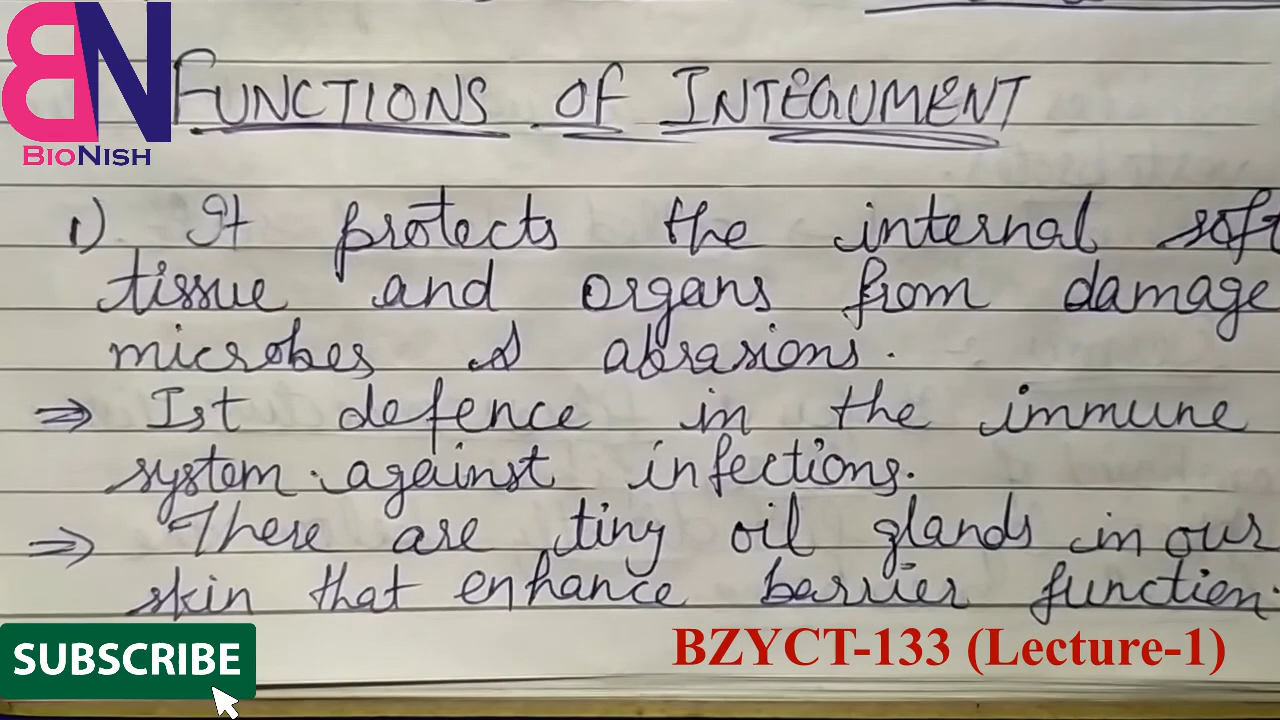 BN
BIONISH
FUNCTIONS OF INTEGUMENT
1) It protects the internal soft
tissue and organs from damage
microbes & abrasions.
⇒ Ist defence in the immune
system. against infections.
⇒ There are tiny oil glands in our
skin that enhance barrier function.
SUBSCRIBE
BZYCT-133 (Lecture-1)